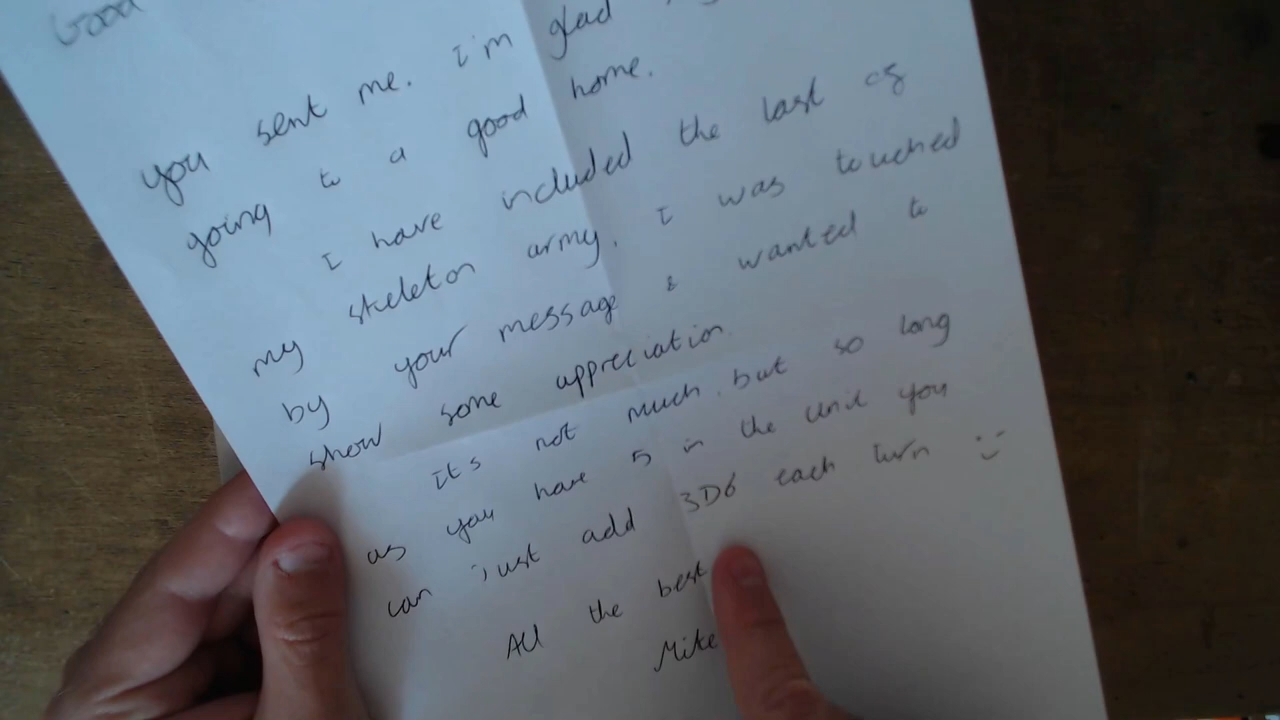 Good
you sent me. I'm glad
going to a good home.
I have included the last of
my skeleton army. I was touched
by your message & wanted to
show some appreciation.
It's not much, but so long
as you have 5 in the unit you
can just add 3D6 each turn :)
All the best
Mike